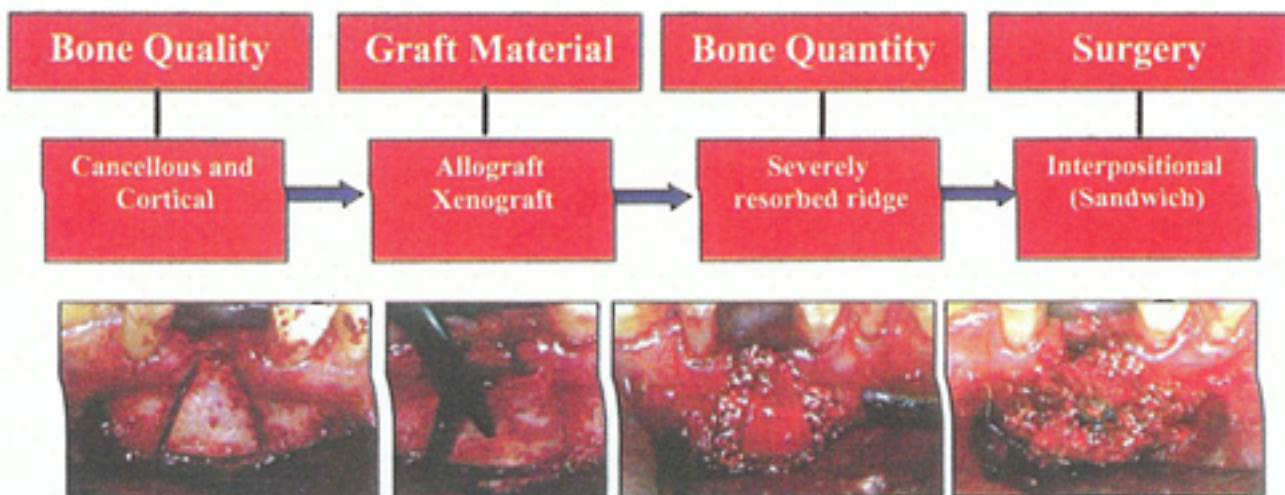 Bone Quality
Graft Material
Bone Quantity
Surgery
Cancellous and
Cortical
Allograft
Xenograft
Severely
resorbed ridge
Interpositional
(Sandwich)